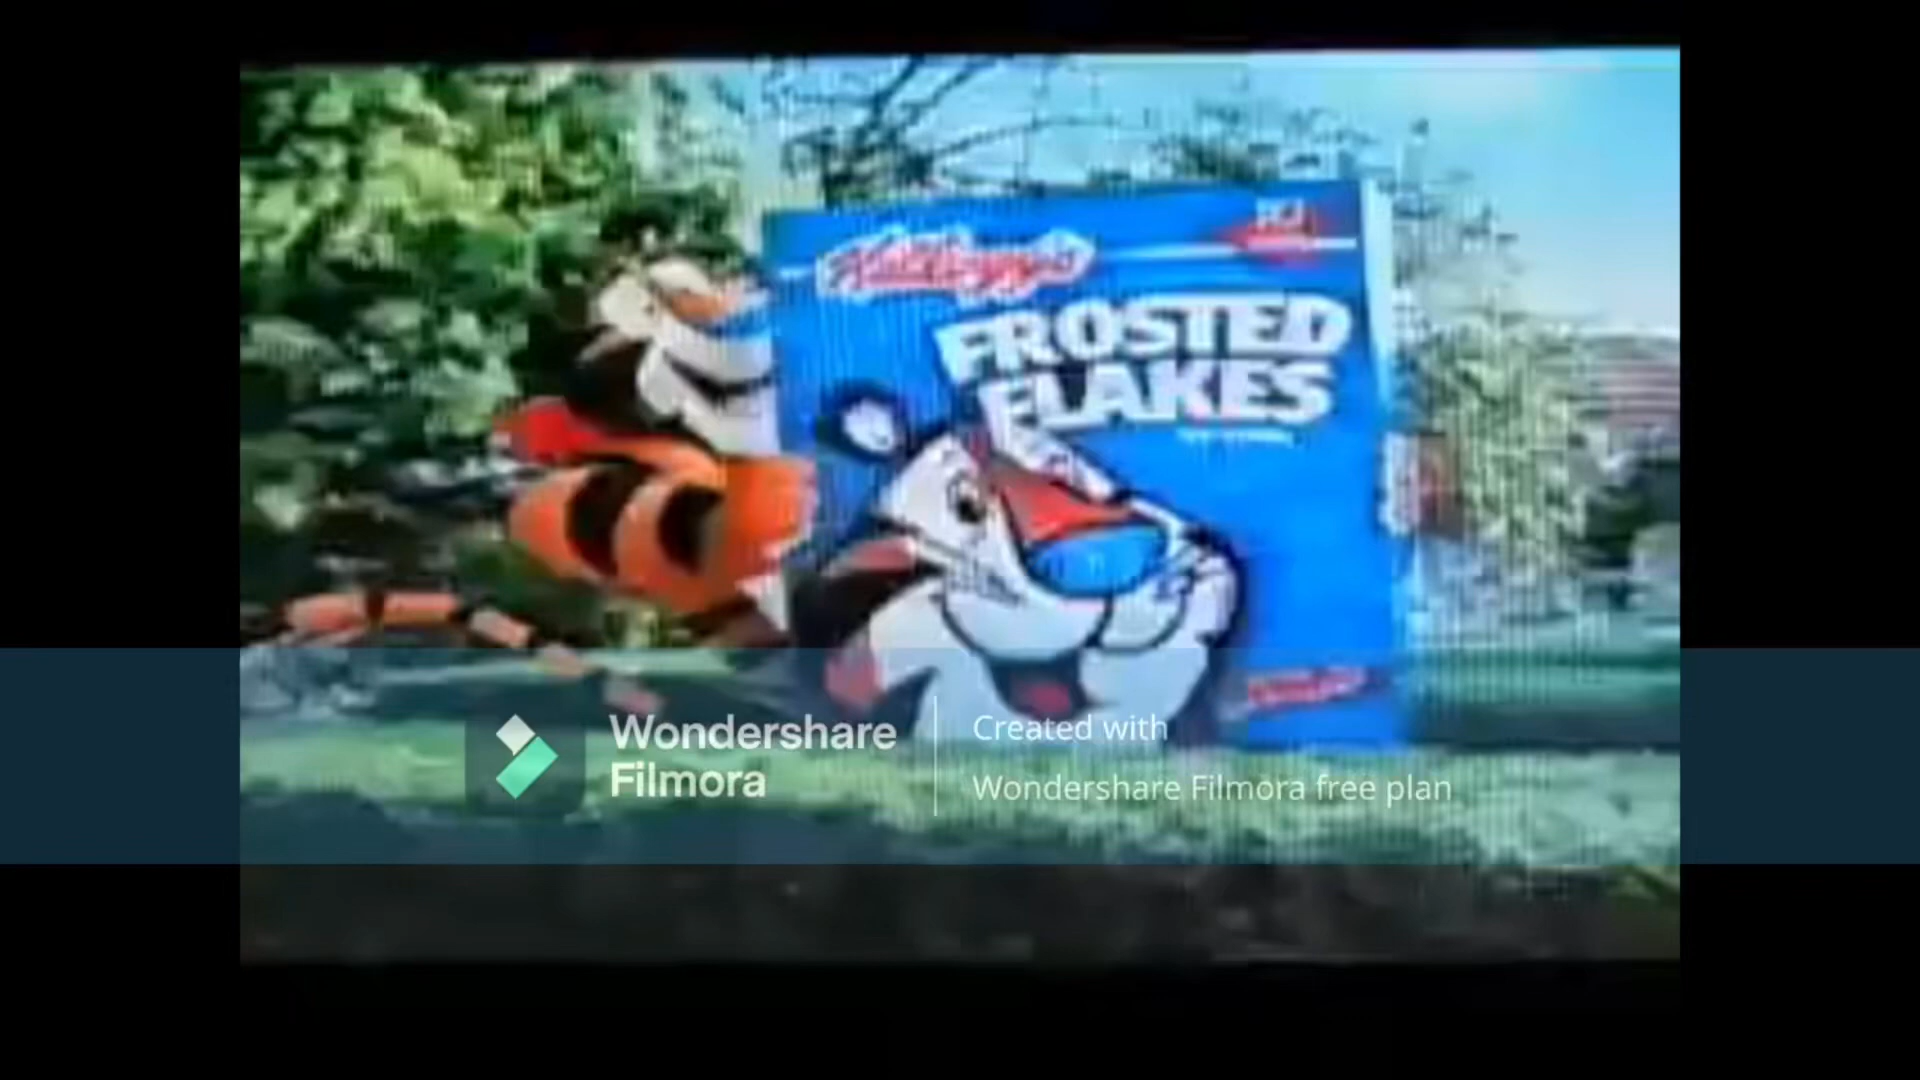 Kellogg's
FROSTED
FLAKES
Wondershare
Filmora
Created with
Wondershare Filmora free plan